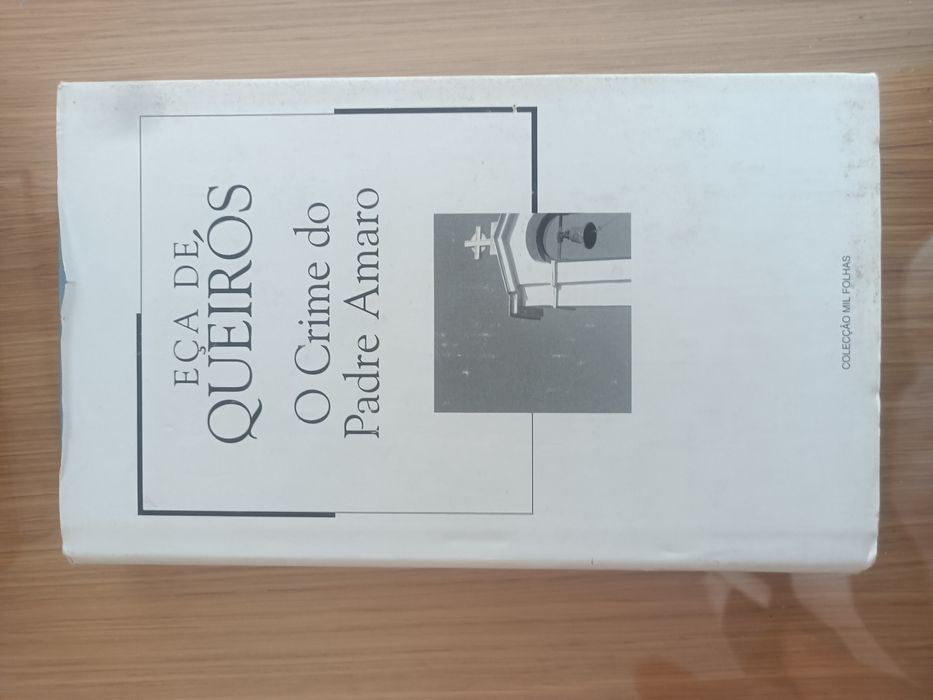 EÇA DE
QUEIRÓS
O Crime do
Padre Amaro
COLECÇÃO MIL FOLHAS